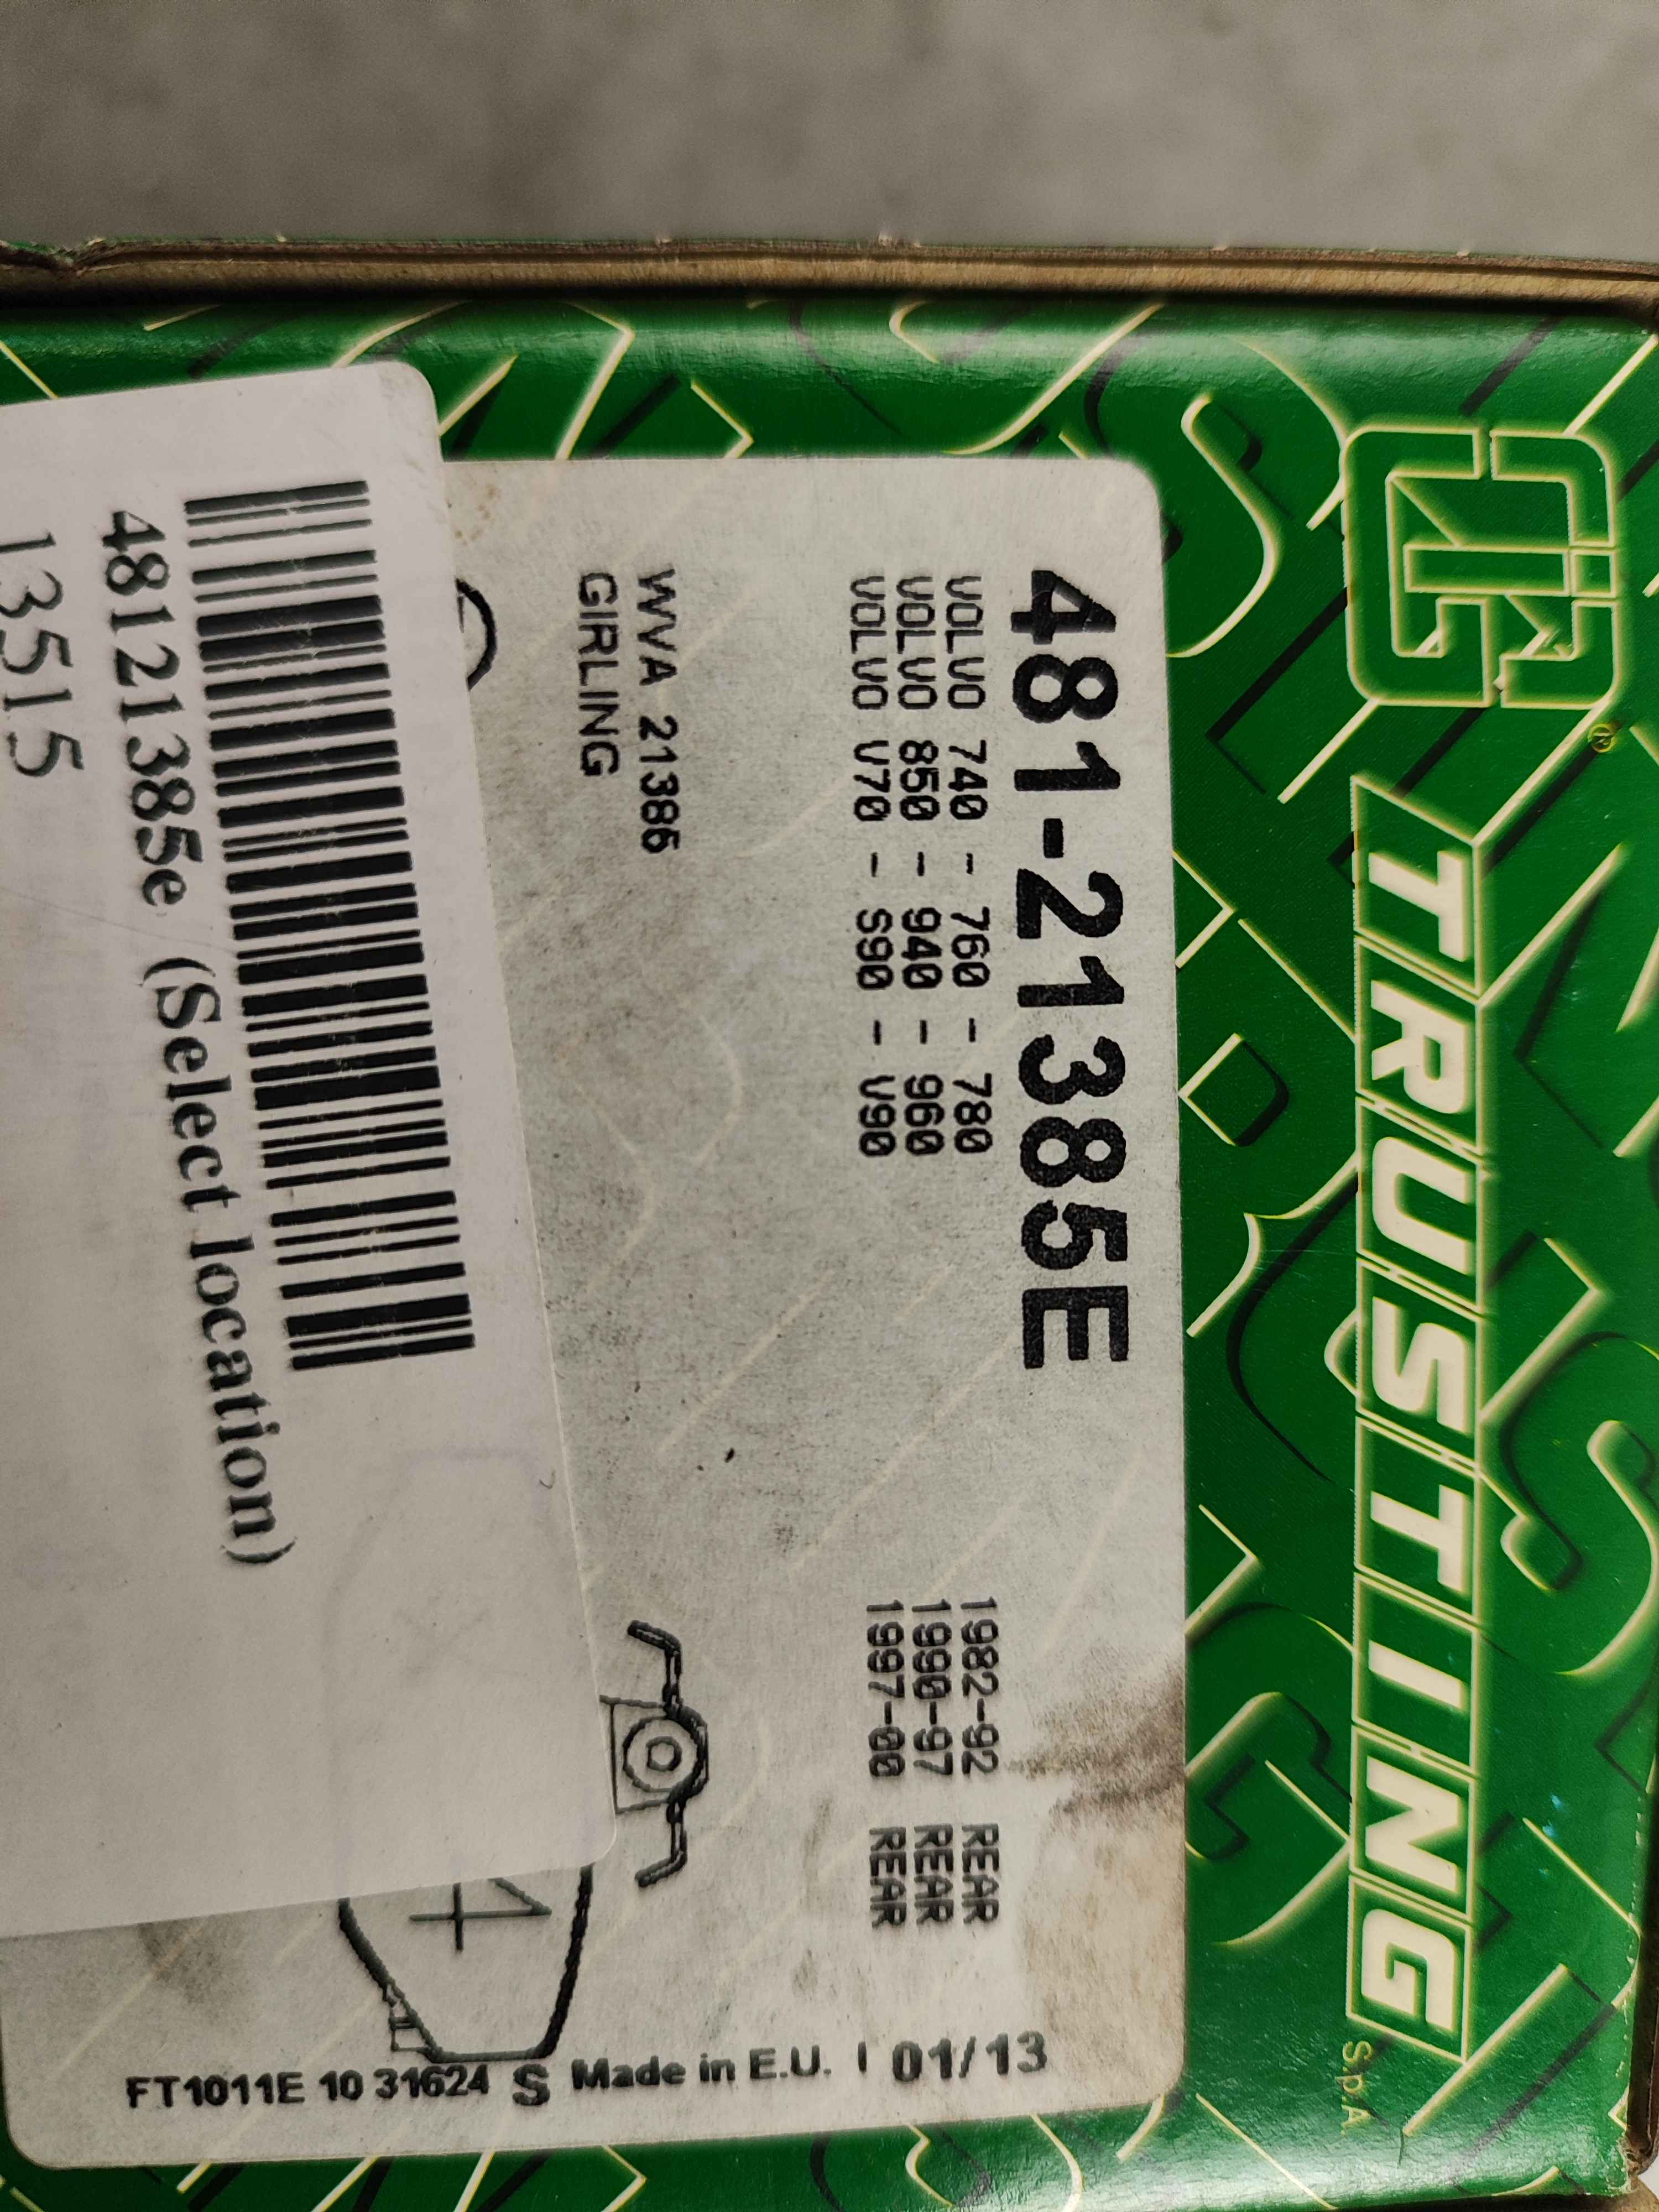 TRUSTING
S.p.A.
®
481-21385E
VOLVO 740 - 760 - 780 1982-92 REAR
VOLVO 850 - 940 - 960 1990-97 REAR
VOLVO V70 - S90 - V90 1997-00 REAR
WVA 21386
GIRLING
48121385e (Select location)
13515
FT1011E 10 31624 S Made in E.U. I 01/13